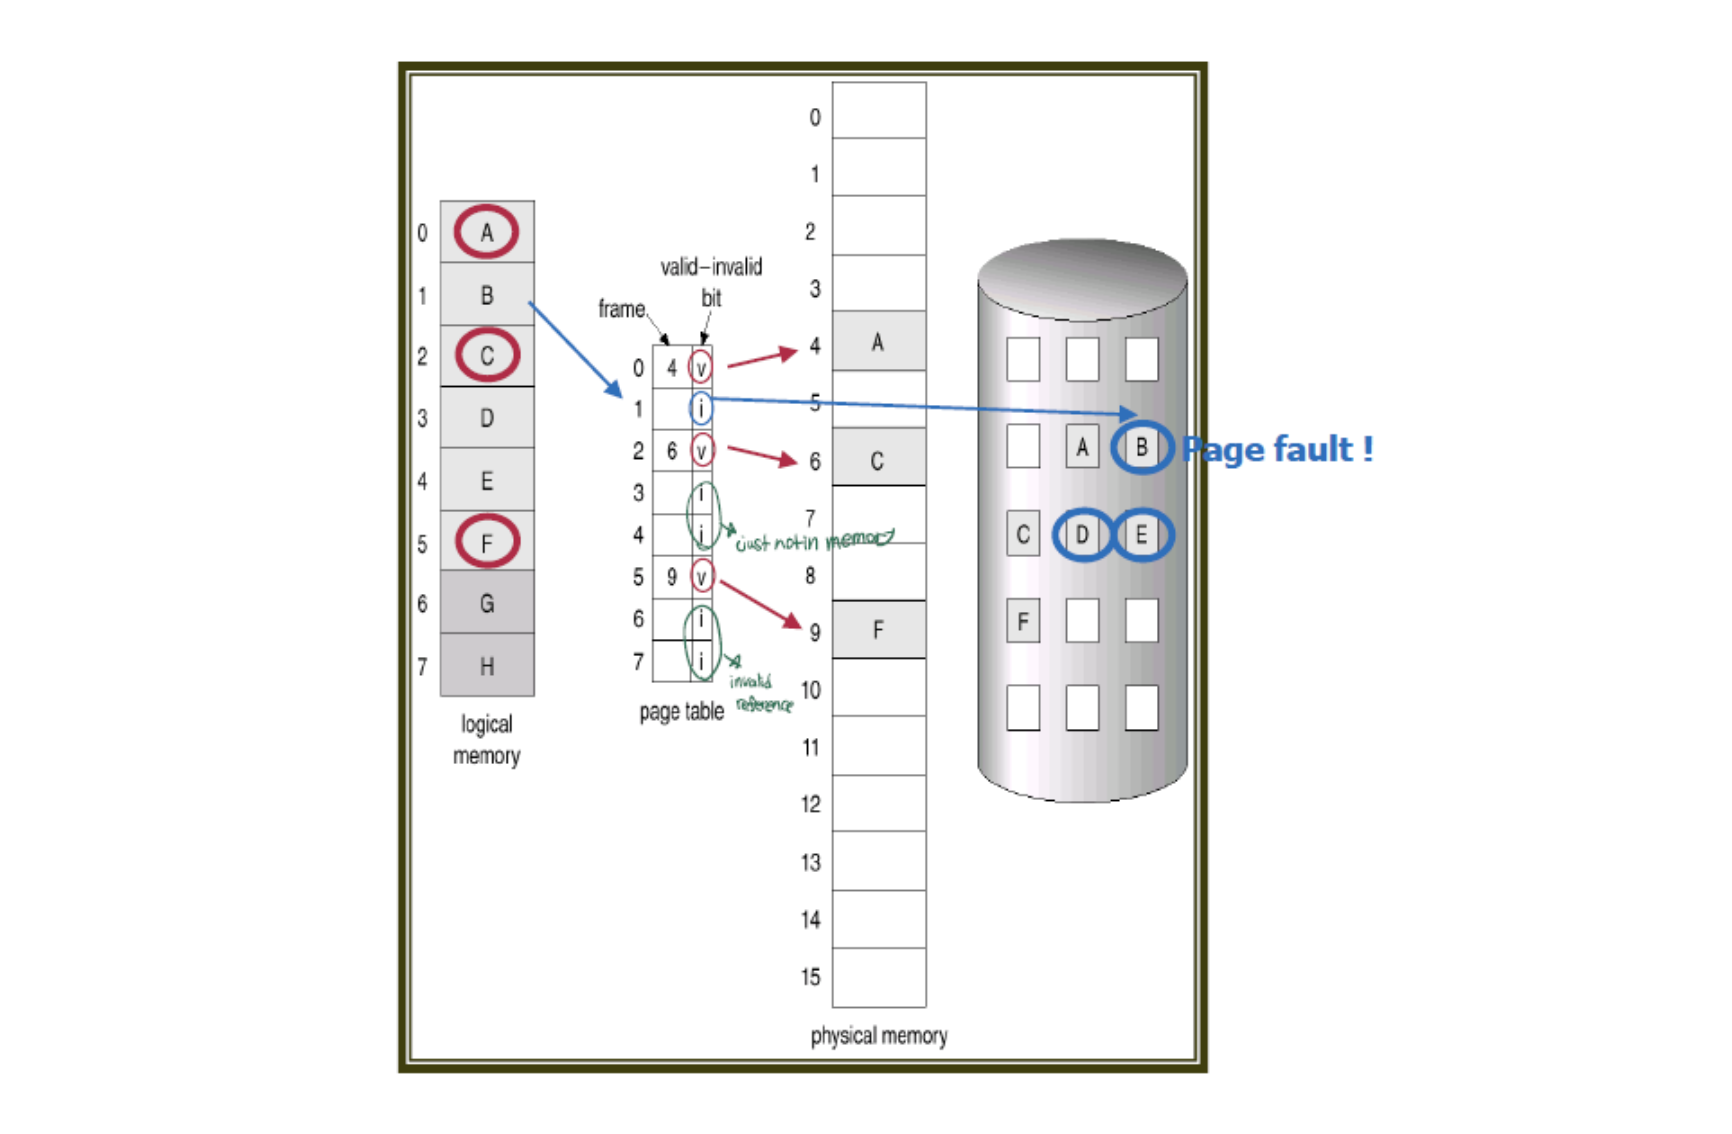 0 A
1 B
2 C
3 D
4 E
5 F
6 G
7 H
logical
memory
valid–invalid
bit
frame
0 4 v
1 i
2 6 v
3 i
4 i
5 9 v
6 i
7 i
page table
just not in memory
invalid
reference
0
1
2
3
4 A
5
6 C
7
8
9 F
10
11
12
13
14
15
physical memory
A B
C D E
F
Page fault !